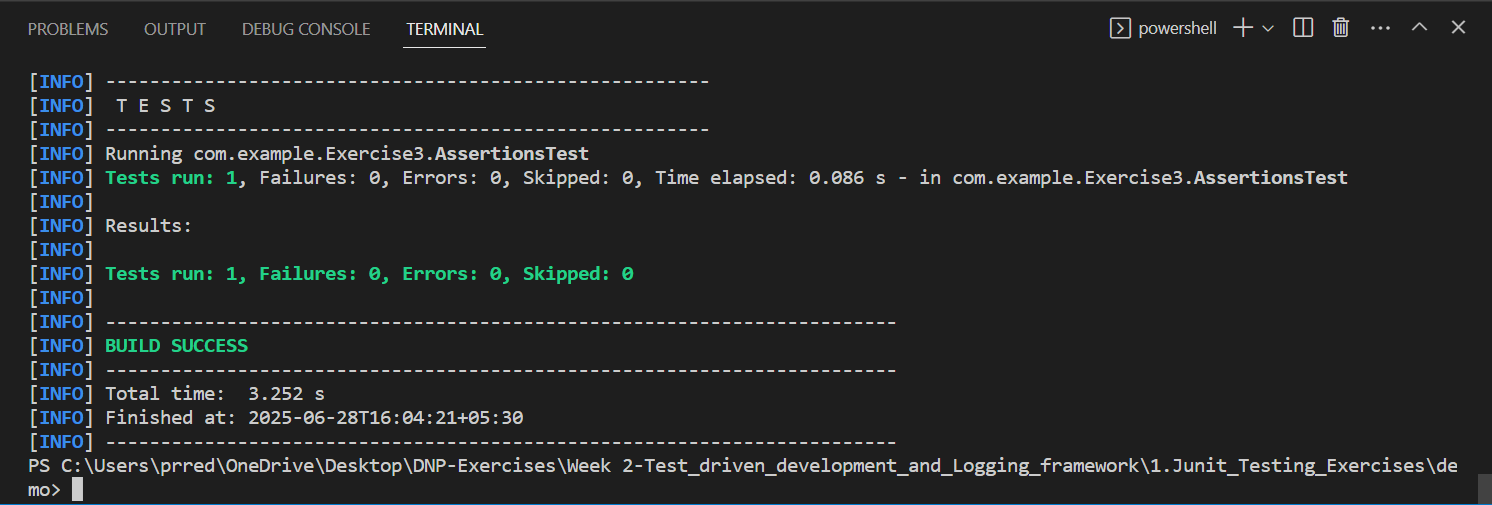 PROBLEMS OUTPUT DEBUG CONSOLE TERMINAL powershell
[INFO] -------------------------------------------------------
[INFO]  T E S T S
[INFO] -------------------------------------------------------
[INFO] Running com.example.Exercise3.AssertionsTest
[INFO] Tests run: 1, Failures: 0, Errors: 0, Skipped: 0, Time elapsed: 0.086 s - in com.example.Exercise3.AssertionsTest
[INFO]
[INFO] Results:
[INFO]
[INFO] Tests run: 1, Failures: 0, Errors: 0, Skipped: 0
[INFO]
[INFO] ------------------------------------------------------------------------
[INFO] BUILD SUCCESS
[INFO] ------------------------------------------------------------------------
[INFO] Total time:  3.252 s
[INFO] Finished at: 2025-06-28T16:04:21+05:30
[INFO] ------------------------------------------------------------------------
PS C:\Users\prred\OneDrive\Desktop\DNP-Exercises\Week 2-Test_driven_development_and_Logging_framework\1.Junit_Testing_Exercises\de
mo>